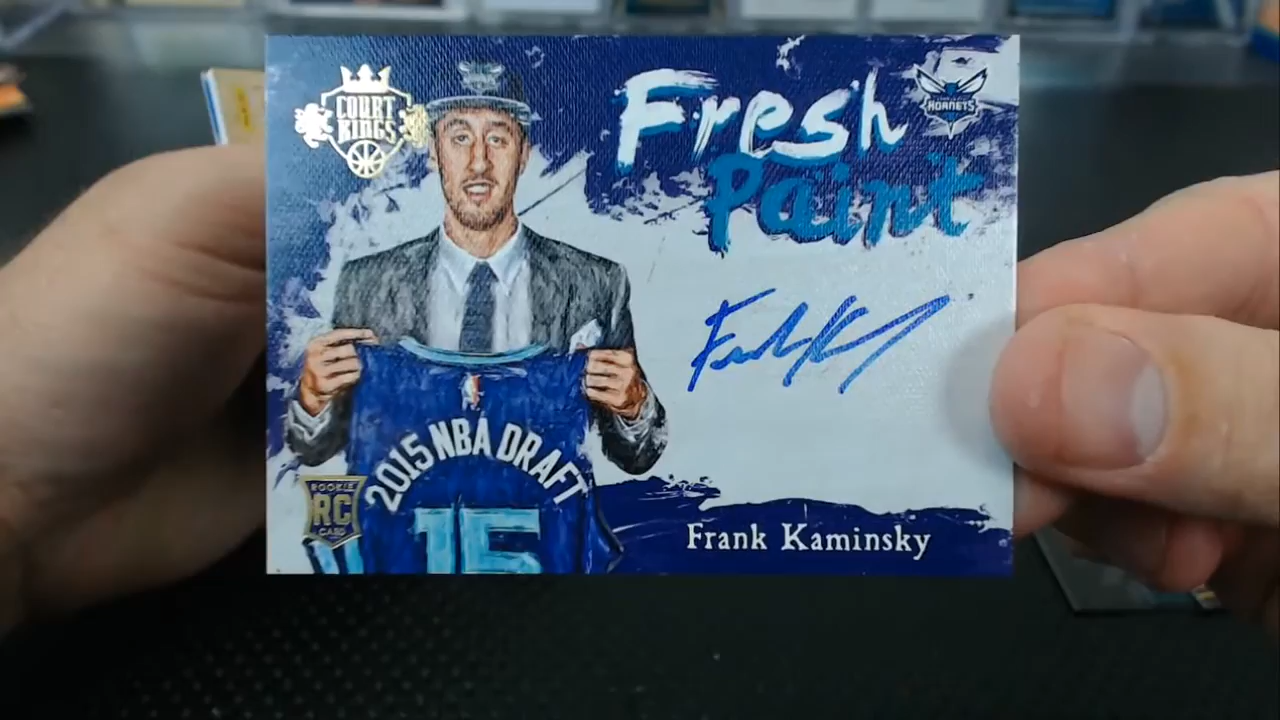 COURT
KINGS
Fresh
Paint
HORNETS
2015 NBA DRAFT
15
ROOKIE
RC
CARD
Frank Kaminsky